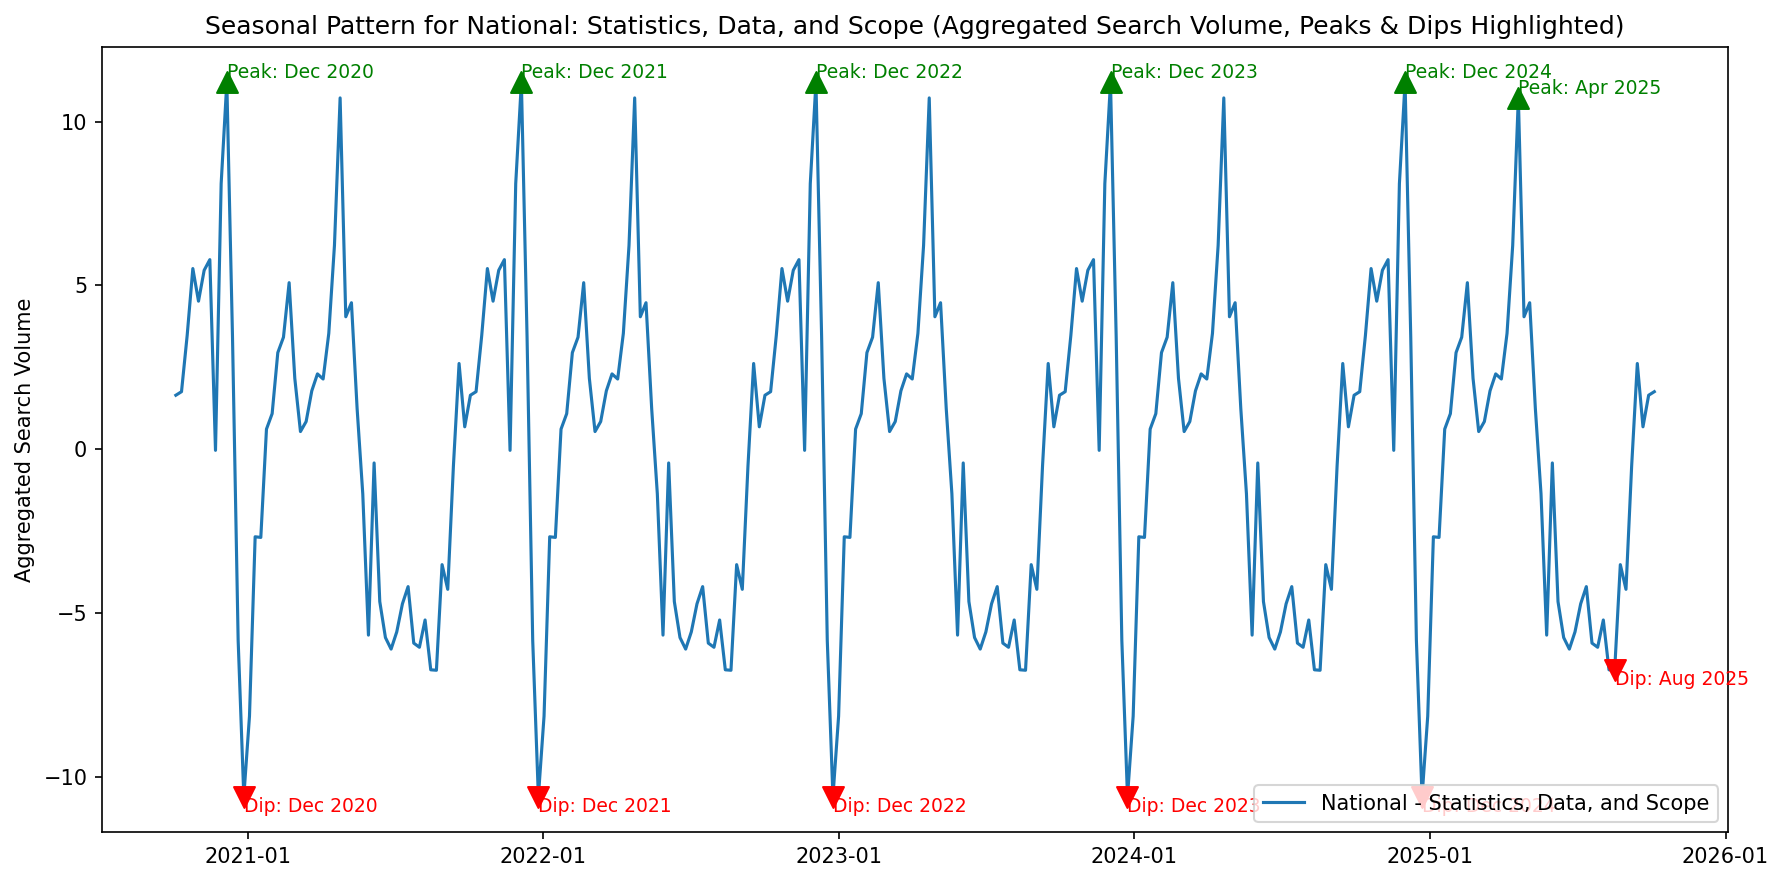 Seasonal Pattern for National: Statistics, Data, and Scope (Aggregated Search Volume, Peaks & Dips Highlighted)
Peak: Dec 2020
Peak: Dec 2021
Peak: Dec 2022
Peak: Dec 2023
Peak: Dec 2024
Peak: Apr 2025
Aggregated Search Volume
10
5
0
−5
−10
Dip: Aug 2025
Dip: Dec 2020
Dip: Dec 2021
Dip: Dec 2022
Dip: Dec 2023
National - Statistics, Data, and Scope
2021-01
2022-01
2023-01
2024-01
2025-01
2026-01